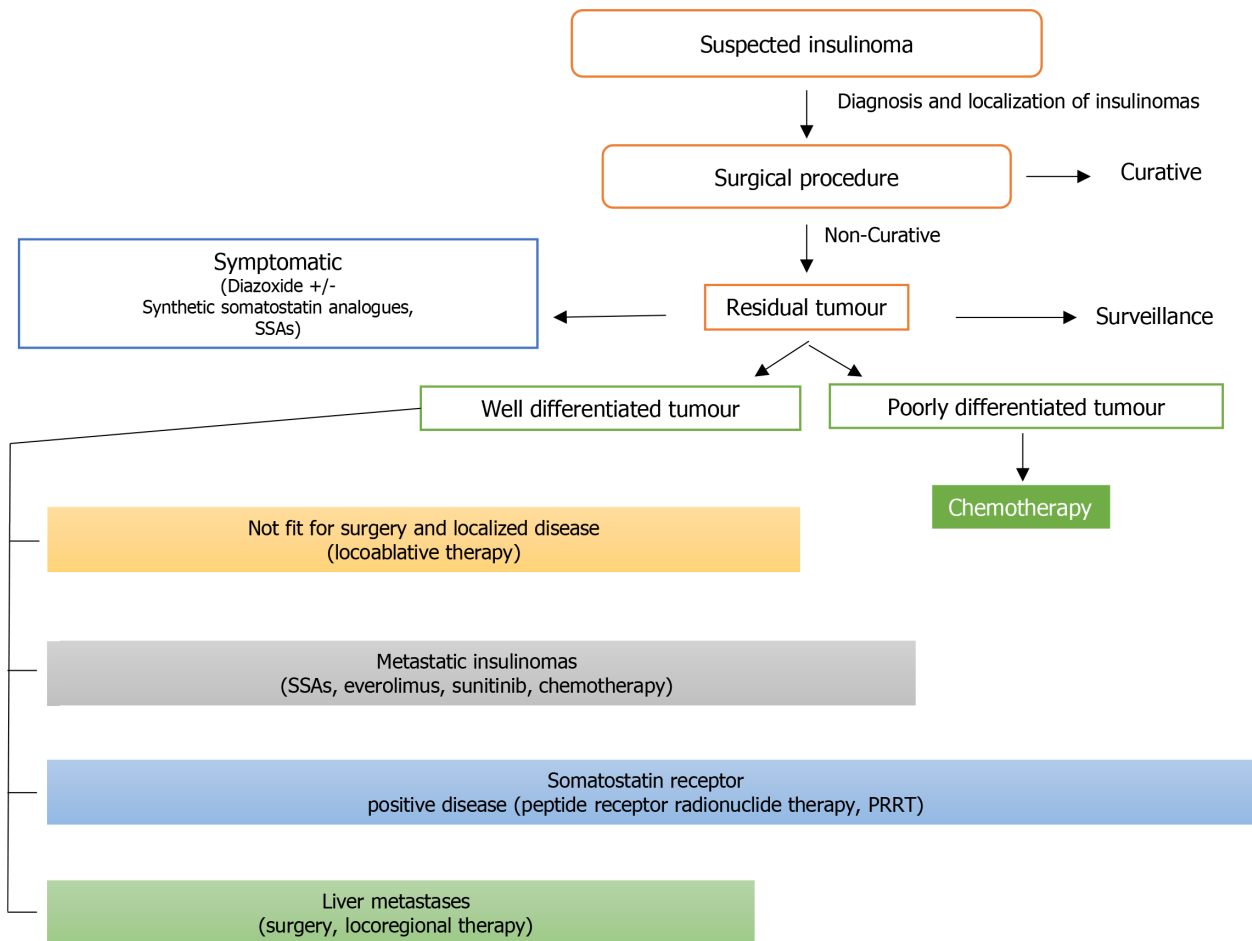 Suspected insulinoma
Diagnosis and localization of insulinomas
Surgical procedure
Curative
Non-Curative
Symptomatic
(Diazoxide +/-
Synthetic somatostatin analogues,
SSAs)
Residual tumour
Surveillance
Well differentiated tumour
Poorly differentiated tumour
Chemotherapy
Not fit for surgery and localized disease
(locoablative therapy)
Metastatic insulinomas
(SSAs, everolimus, sunitinib, chemotherapy)
Somatostatin receptor
positive disease (peptide receptor radionuclide therapy, PRRT)
Liver metastases
(surgery, locoregional therapy)